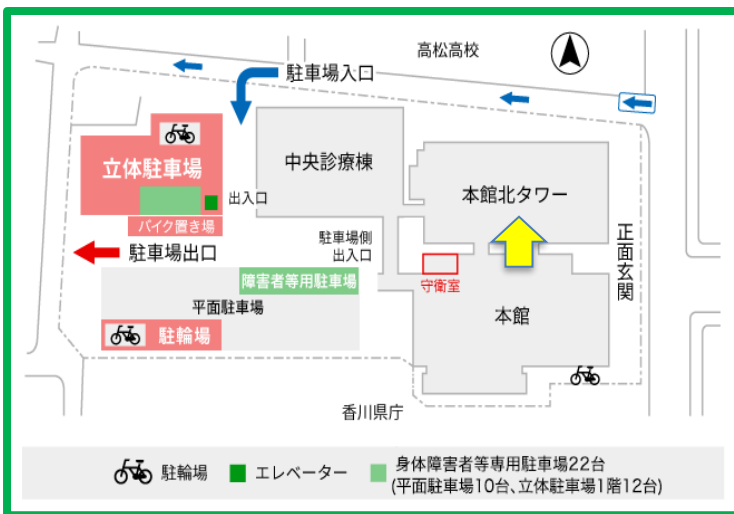 高松高校
駐車場入口
立体駐車場
中央診療棟
本館北タワー
出入口
バイク置き場
駐車場出口
駐車場側
出入口
正面玄関
障害者等用駐車場
守衛室
平面駐車場
本館
駐輪場
香川県庁
駐輪場
エレベーター
身体障害者等専用駐車場22台
(平面駐車場10台、立体駐車場1階12台)